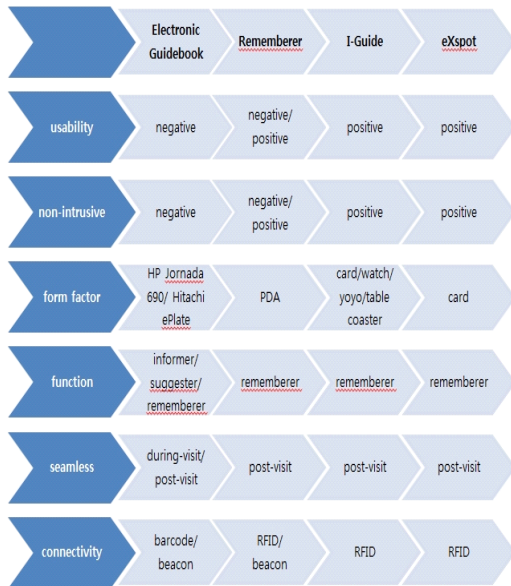 Electronic
Guidebook
Rememberer
I-Guide
eXspot
usability
negative
negative/
positive
positive
positive
non-intrusive
negative
negative/
positive
positive
positive
form factor
HP Jornada
690/ Hitachi
ePlate
PDA
card/watch/
yoyo/table
coaster
card
function
informer/
suggester/
rememberer
rememberer
rememberer
rememberer
seamless
during-visit/
post-visit
post-visit
post-visit
post-visit
connectivity
barcode/
beacon
RFID/
beacon
RFID
RFID